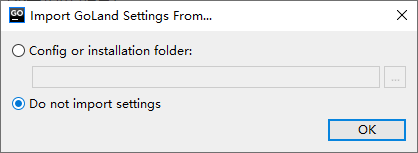 GO Import GoLand Settings From...
Config or installation folder:
...
Do not import settings
OK